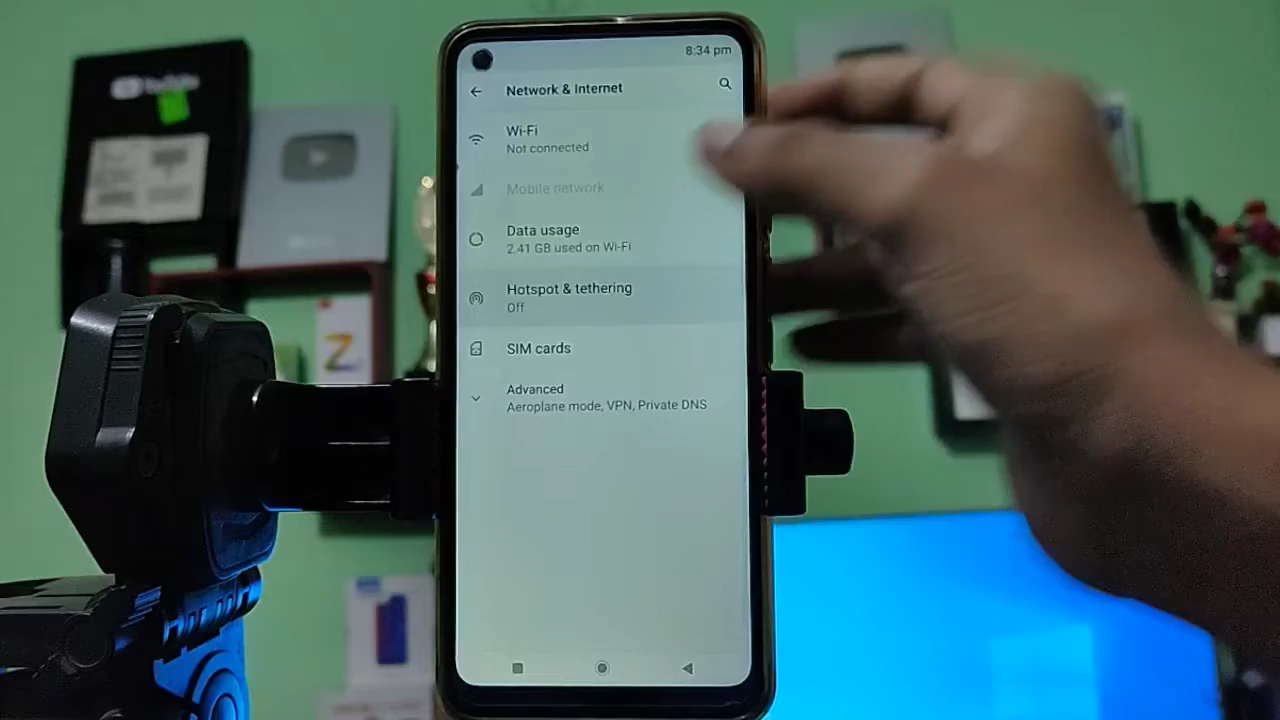 8:34 pm
Network & Internet
Wi-Fi
Not connected
Mobile network
Data usage
2.41 GB used on Wi-Fi
Hotspot & tethering
Off
SIM cards
Advanced
Aeroplane mode, VPN, Private DNS
YouTube
Z